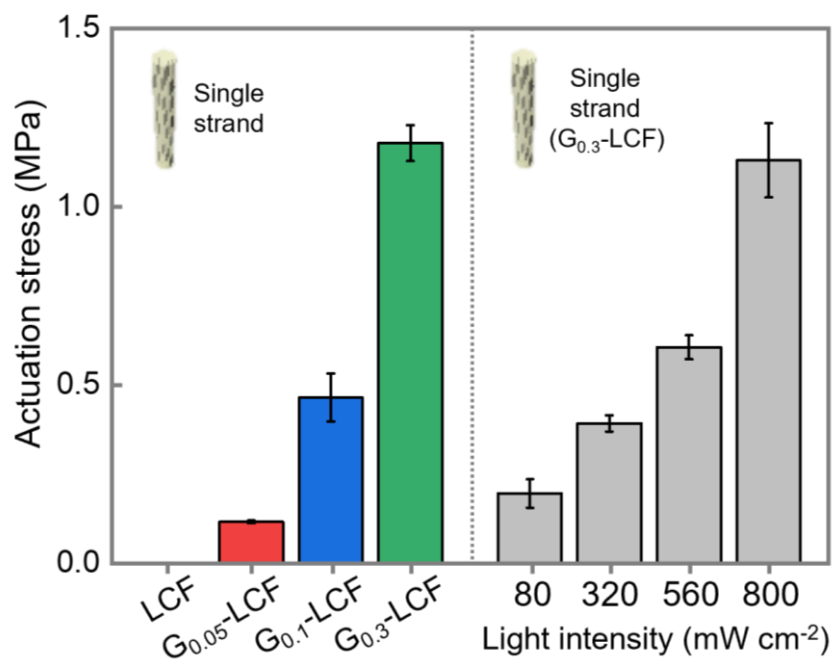 Actuation stress (MPa)
1.5
1.0
0.5
0.0
Single
strand
Single
strand
(G0.3-LCF)
LCF
G0.05-LCF
G0.1-LCF
G0.3-LCF
80
320
560
800
Light intensity (mW cm-2)